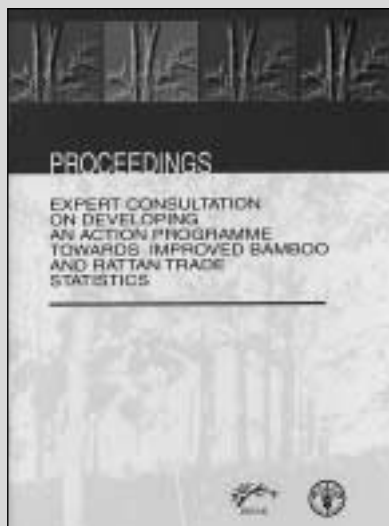 PROCEEDINGS
EXPERT CONSULTATION
ON DEVELOPING
AN ACTION PROGRAMME
TOWARDS IMPROVED BAMBOO
AND RATTAN TRADE
STATISTICS